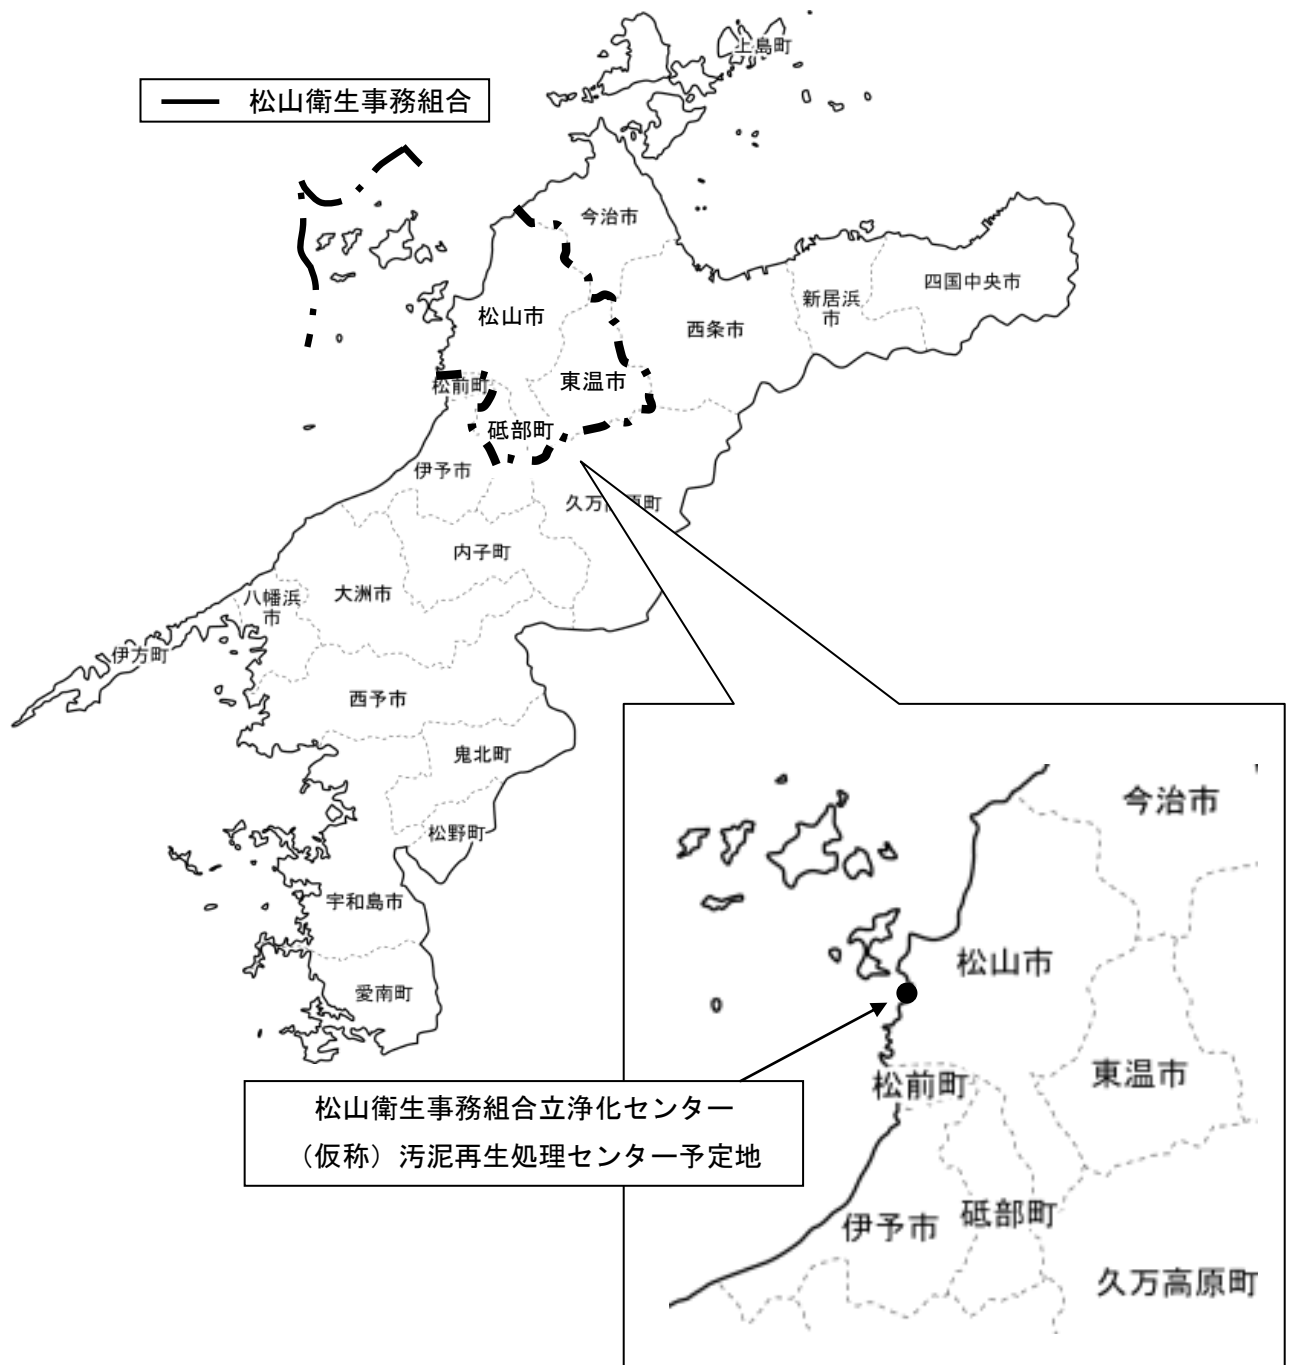 上島町
松山衛生事務組合
今治市
四国中央市
新居浜
市
松山市
西条市
東温市
松前町
砥部町
伊予市
久万高原町
内子町
大洲市
八幡浜
市
伊方町
西予市
鬼北町
松野町
宇和島市
愛南町
今治市
松山市
東温市
松前町
松山衛生事務組合立浄化センター
（仮称）汚泥再生処理センター予定地
砥部町
伊予市
久万高原町